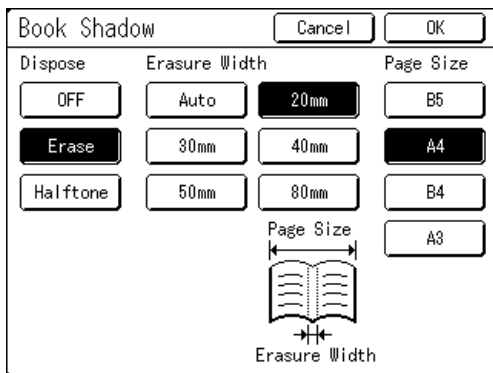 Book Shadow Cancel OK
Dispose Erasure Width Page Size
OFF Auto 20mm B5
Erase 30mm 40mm A4
Halftone 50mm 80mm B4
Page Size A3
Erasure Width